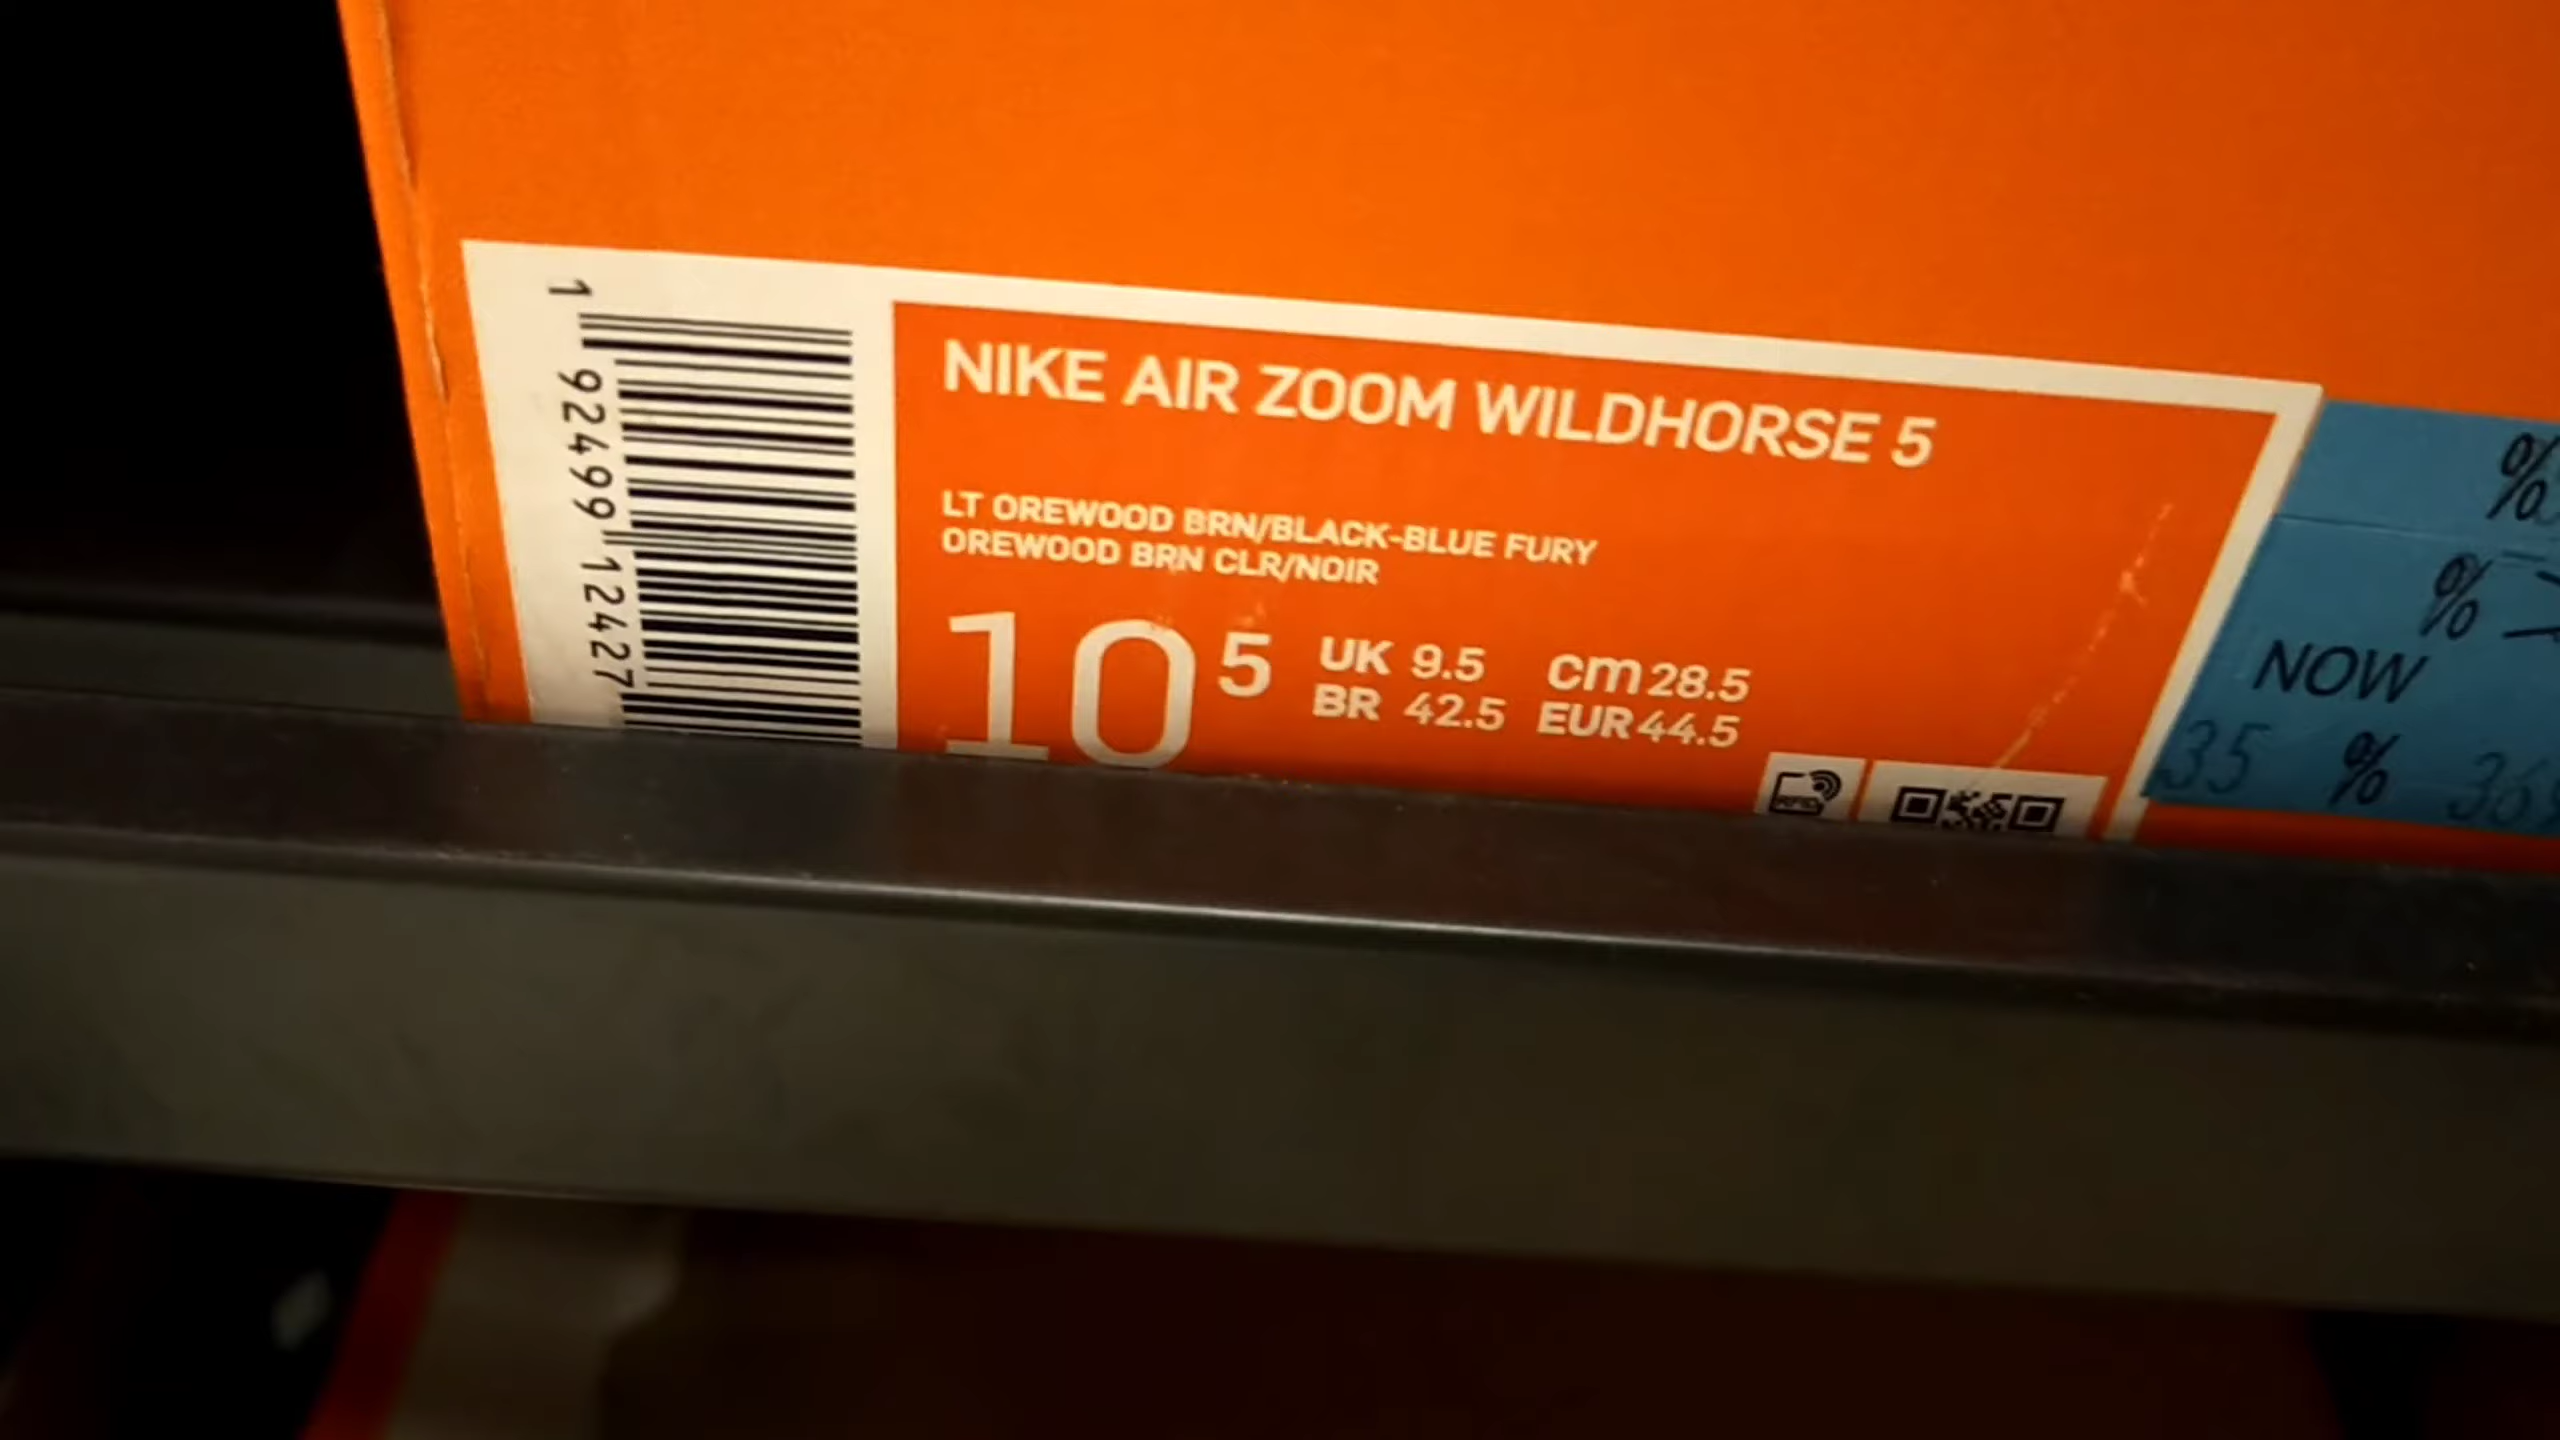 1 92499 12427
NIKE AIR ZOOM WILDHORSE 5
LT OREWOOD BRN/BLACK-BLUE FURY
OREWOOD BRN CLR/NOIR
10 5
UK 9.5 cm 28.5
BR 42.5 EUR 44.5
RFID
%
%
NOW
35 %